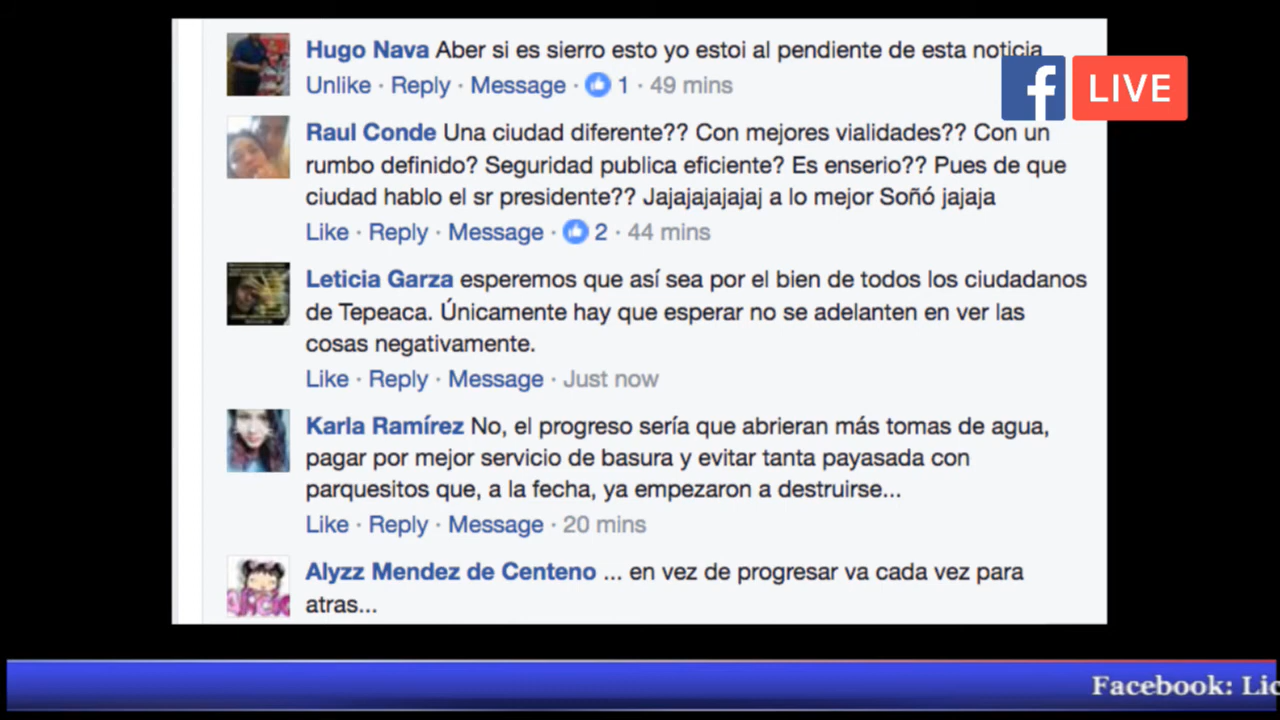 Hugo Nava Aber si es sierro esto yo estoi al pendiente de esta noticia
Unlike · Reply · Message · 1 · 49 mins
f LIVE
Raul Conde Una ciudad diferente?? Con mejores vialidades?? Con un
rumbo definido? Seguridad publica eficiente? Es enserio?? Pues de que
ciudad hablo el sr presidente?? Jajajajajajaj a lo mejor Soñó jajaja
Like · Reply · Message · 2 · 44 mins
Leticia Garza esperemos que así sea por el bien de todos los ciudadanos
de Tepeaca. Únicamente hay que esperar no se adelanten en ver las
cosas negativamente.
Like · Reply · Message · Just now
Karla Ramírez No, el progreso sería que abrieran más tomas de agua,
pagar por mejor servicio de basura y evitar tanta payasada con
parquesitos que, a la fecha, ya empezaron a destruirse...
Like · Reply · Message · 20 mins
Alyzz Mendez de Centeno ... en vez de progresar va cada vez para
atras...
Facebook: Lic